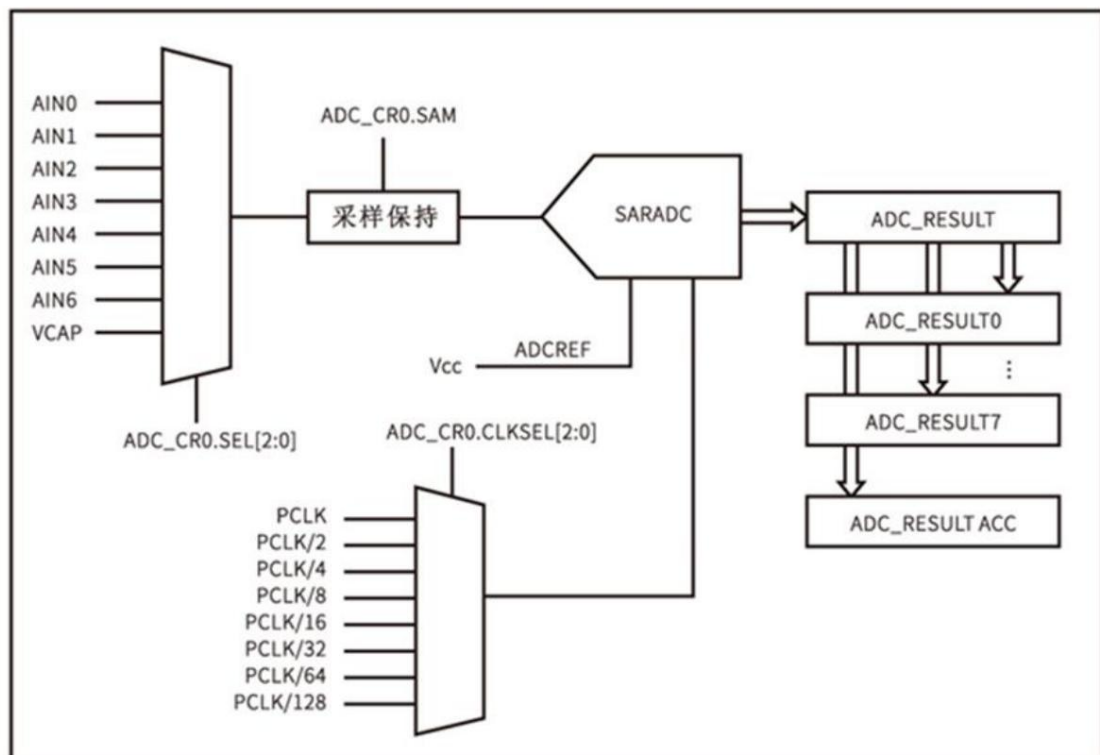 AIN0
AIN1
AIN2
AIN3
AIN4
AIN5
AIN6
VCAP
ADC_CR0.SEL[2:0]
ADC_CR0.SAM
采样保持
SARADC
Vcc
ADCREF
ADC_CR0.CLKSEL[2:0]
PCLK
PCLK/2
PCLK/4
PCLK/8
PCLK/16
PCLK/32
PCLK/64
PCLK/128
ADC_RESULT
ADC_RESULT0
⋮
ADC_RESULT7
ADC_RESULT ACC